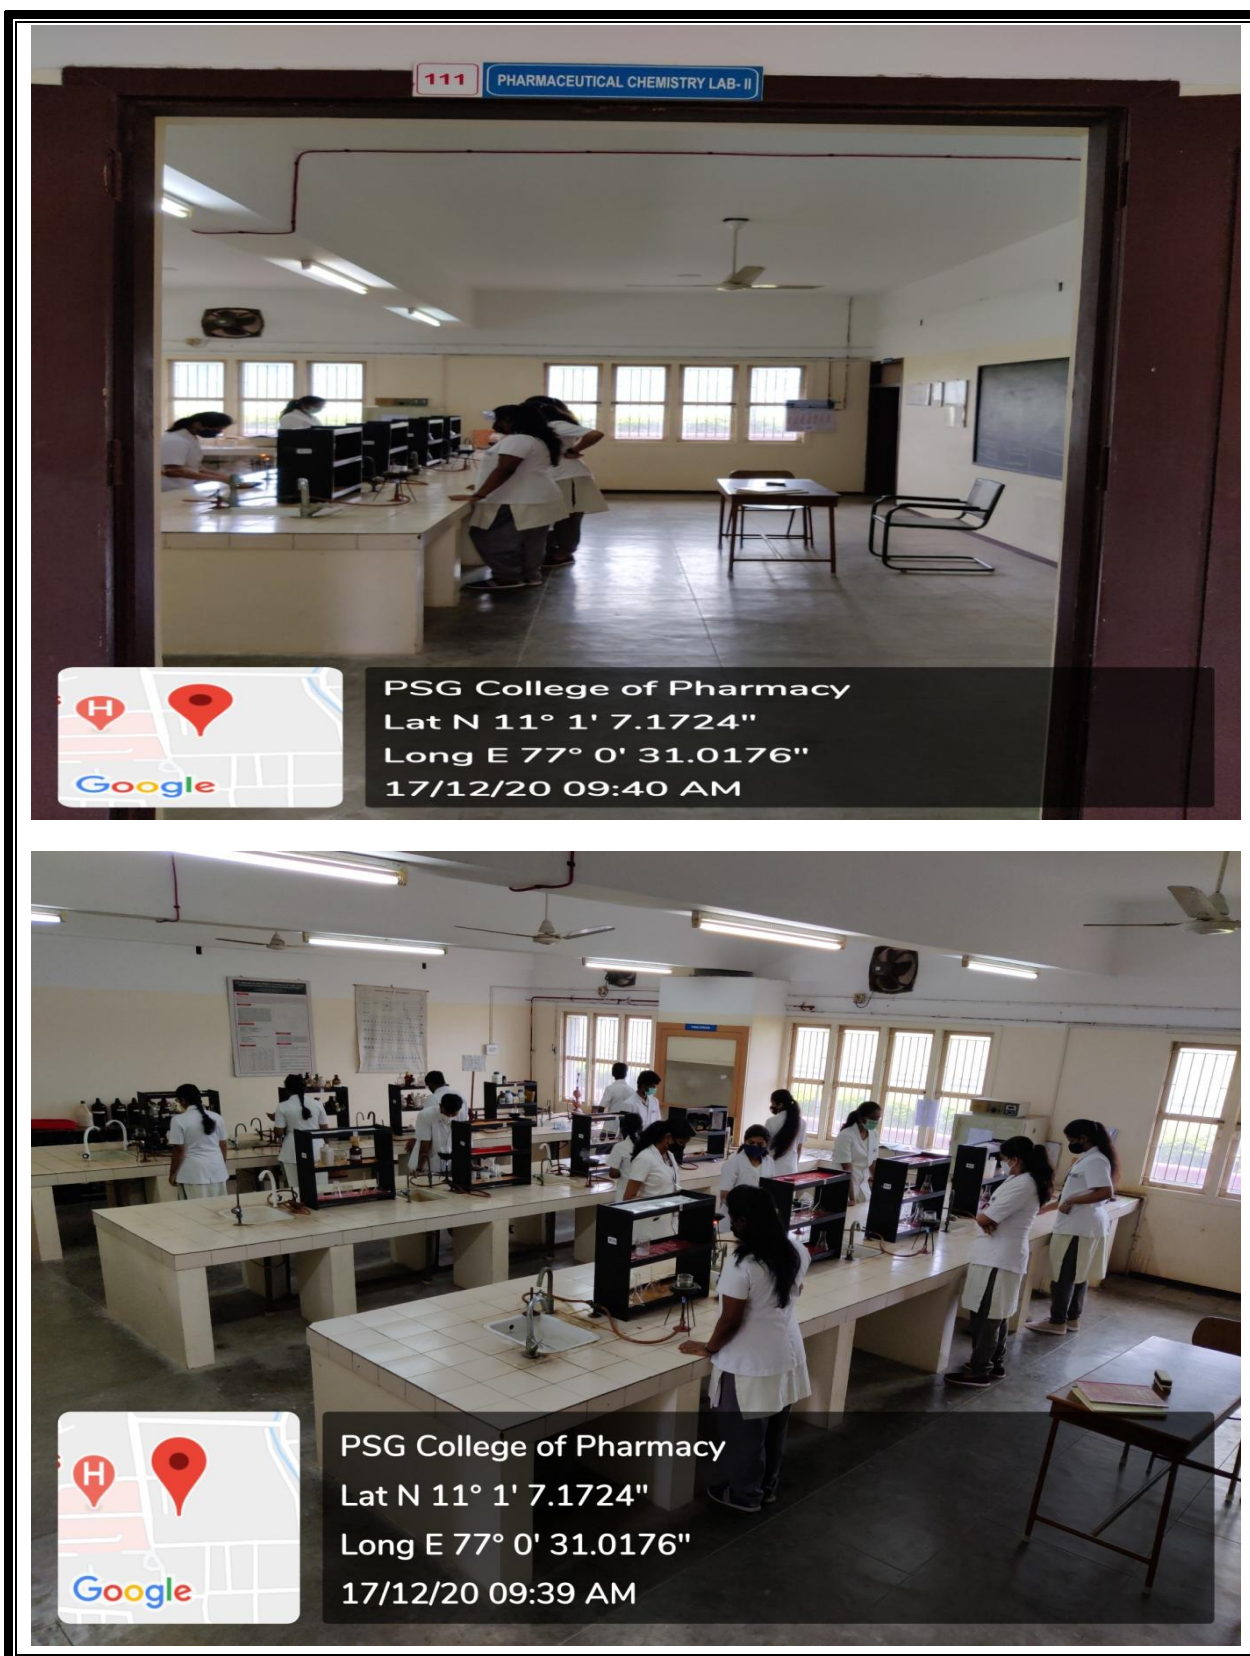 111 PHARMACEUTICAL CHEMISTRY LAB- II
H
Google
PSG College of Pharmacy
Lat N 11° 1' 7.1724"
Long E 77° 0' 31.0176"
17/12/20 09:40 AM
H
Google
PSG College of Pharmacy
Lat N 11° 1' 7.1724"
Long E 77° 0' 31.0176"
17/12/20 09:39 AM